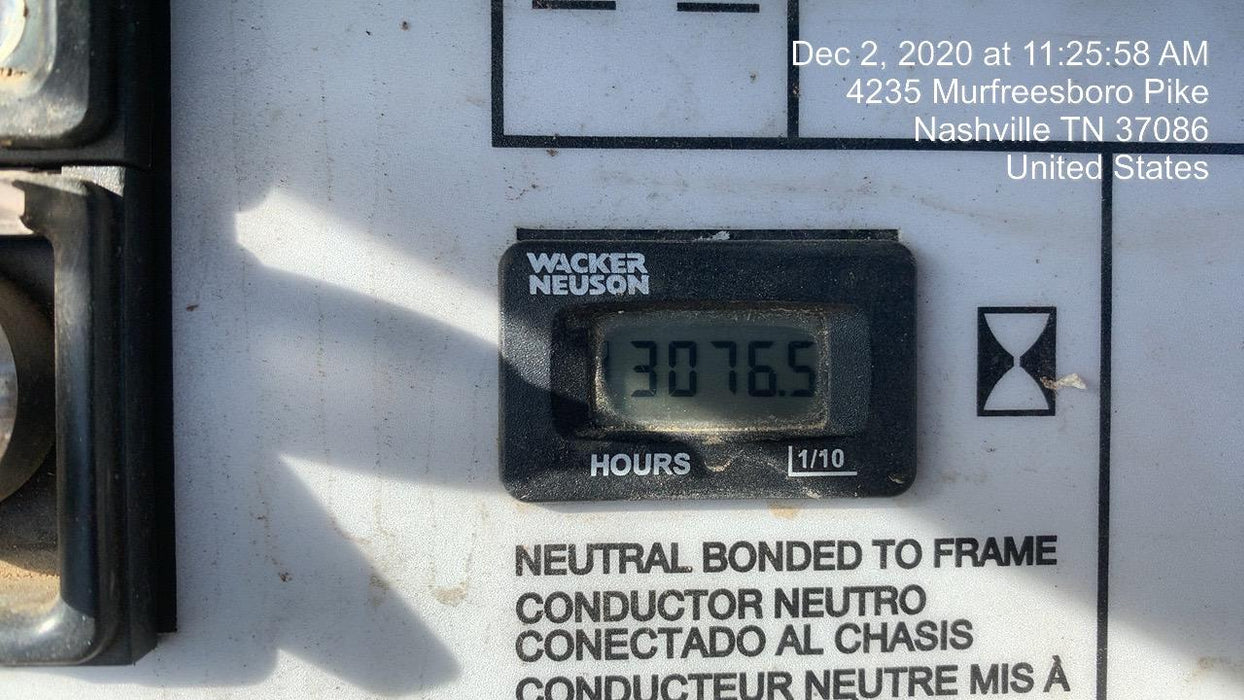 Dec 2, 2020 at 11:25:58 AM
4235 Murfreesboro Pike
Nashville TN 37086
United States
WACKER
NEUSON
13076.5
HOURS
1/10
NEUTRAL BONDED TO FRAME
CONDUCTOR NEUTRO
CONECTADO AL CHASIS
CONDUCTEUR NEUTRE MIS À